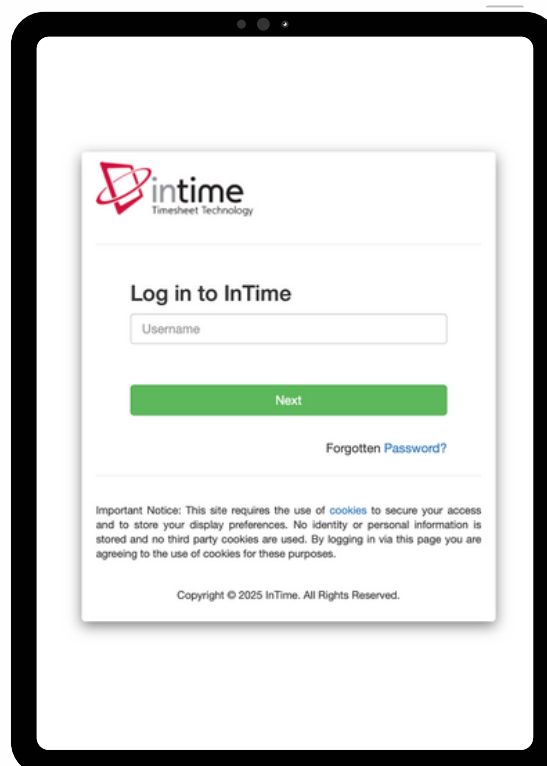 intime
Timesheet Technology
Log in to InTime
Username
Next
Forgotten Password?
Important Notice: This site requires the use of cookies to secure your access
and to store your display preferences. No identity or personal information is
stored and no third party cookies are used. By logging in via this page you are
agreeing to the use of cookies for these purposes.
Copyright © 2025 InTime. All Rights Reserved.